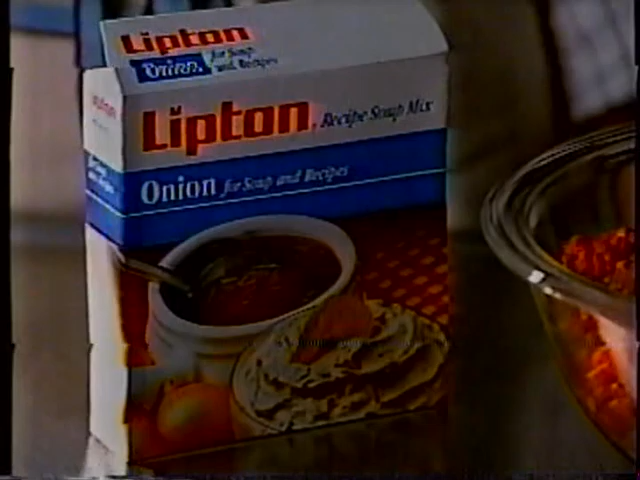 Lipton
Onion for Soup and Recipes
Lipton Recipe Soup Mix
Onion for Soup and Recipes